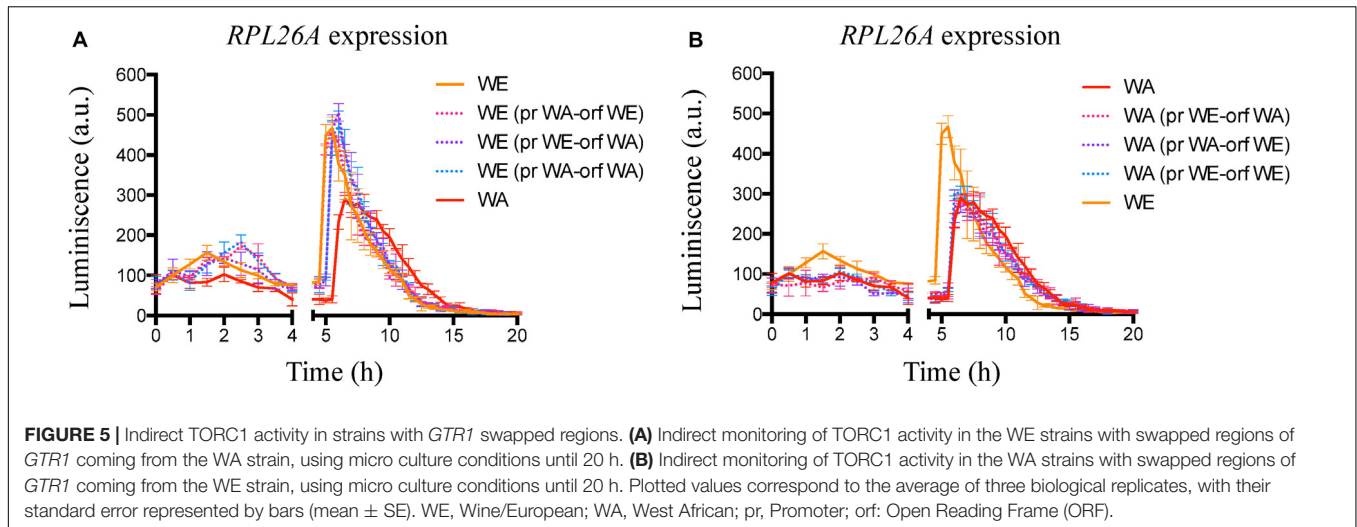 A
RPL26A expression
Luminiscence (a.u.)
600
500
400
300
200
100
0
0 1 2 3 4 5 10 15 20
Time (h)
WE
WE (pr WA-orf WE)
WE (pr WE-orf WA)
WE (pr WA-orf WA)
WA
B
RPL26A expression
Luminiscence (a.u.)
600
500
400
300
200
100
0
0 1 2 3 4 5 10 15 20
Time (h)
WA
WA (pr WE-orf WA)
WA (pr WA-orf WE)
WA (pr WE-orf WE)
WE
FIGURE 5 | Indirect TORC1 activity in strains with GTR1 swapped regions. (A) Indirect monitoring of TORC1 activity in the WE strains with swapped regions of
GTR1 coming from the WA strain, using micro culture conditions until 20 h. (B) Indirect monitoring of TORC1 activity in the WA strains with swapped regions of
GTR1 coming from the WE strain, using micro culture conditions until 20 h. Plotted values correspond to the average of three biological replicates, with their
standard error represented by bars (mean ± SE). WE, Wine/European; WA, West African; pr, Promoter; orf: Open Reading Frame (ORF).